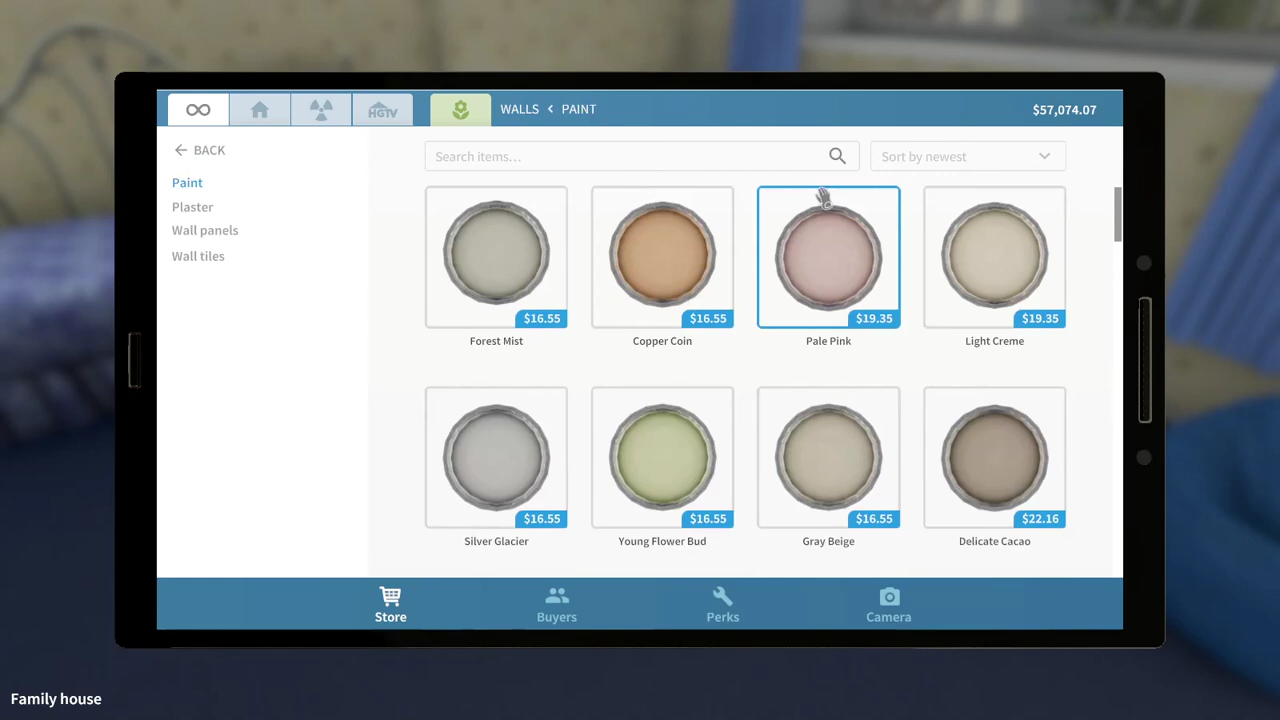 HGTV
WALLS < PAINT
$57,074.07
BACK
Search items...
Sort by newest
Paint
Plaster
Wall panels
Wall tiles
$16.55
$16.55
$19.35
$19.35
Forest Mist
Copper Coin
Pale Pink
Light Creme
$16.55
$16.55
$16.55
$22.16
Silver Glacier
Young Flower Bud
Gray Beige
Delicate Cacao
Store
Buyers
Perks
Camera
Family house